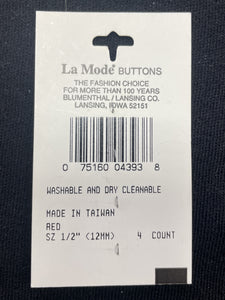 La Mode® BUTTONS
THE FASHION CHOICE
FOR MORE THAN 100 YEARS
BLUMENTHAL / LANSING CO.
LANSING, IOWA 52151
0 75160 04393 8
WASHABLE AND DRY CLEANABLE
MADE IN TAIWAN
RED
SZ 1/2" (12MM) 4 COUNT